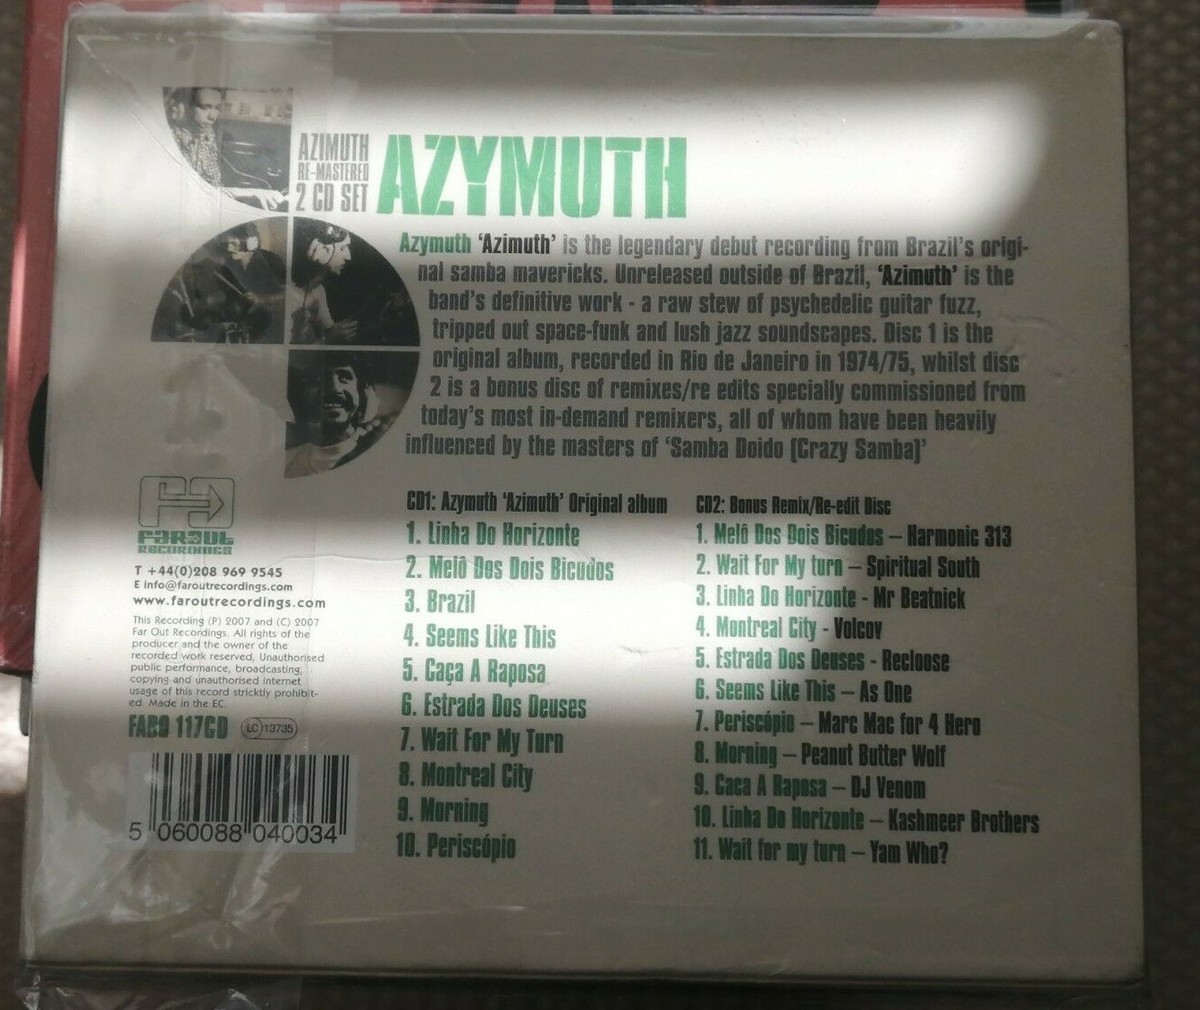 AZIMUTH
RE-MASTERED
2 CD SET
AZYMUTH
Azymuth 'Azimuth' is the legendary debut recording from Brazil's origi-
nal samba mavericks. Unreleased outside of Brazil, 'Azimuth' is the
band's definitive work - a raw stew of psychedelic guitar fuzz,
tripped out space-funk and lush jazz soundscapes. Disc 1 is the
original album, recorded in Rio de Janeiro in 1974/75, whilst disc
2 is a bonus disc of remixes/re edits specially commissioned from
today's most in-demand remixers, all of whom have been heavily
influenced by the masters of 'Samba Doido [Crazy Samba]'
FAROUT
RECORDINGS
T +44(0)208 969 9545
E info@faroutrecordings.com
www.faroutrecordings.com
This Recording (P) 2007 and (C) 2007
Far Out Recordings. All rights of the
producer and the owner of the
recorded work reserved, Unauthorised
public performance, broadcasting,
copying and unauthorised internet
usage of this record stricktly prohibit-
ed. Made in the EC.
FARO 117CD
LC 13735
5 060088 040034
CD1: Azymuth 'Azimuth' Original album
1. Linha Do Horizonte
2. Melô Dos Dois Bicudos
3. Brazil
4. Seems Like This
5. Caça A Raposa
6. Estrada Dos Deuses
7. Wait For My Turn
8. Montreal City
9. Morning
10. Periscópio
CD2: Bonus Remix/Re-edit Disc
1. Melô Dos Dois Bicudos – Harmonic 313
2. Wait For My turn – Spiritual South
3. Linha Do Horizonte - Mr Beatnick
4. Montreal City - Volcov
5. Estrada Dos Deuses - Recloose
6. Seems Like This – As One
7. Periscópio – Marc Mac for 4 Hero
8. Morning – Peanut Butter Wolf
9. Caca A Raposa – DJ Venom
10. Linha Do Horizonte – Kashmeer Brothers
11. Wait for my turn – Yam Who?